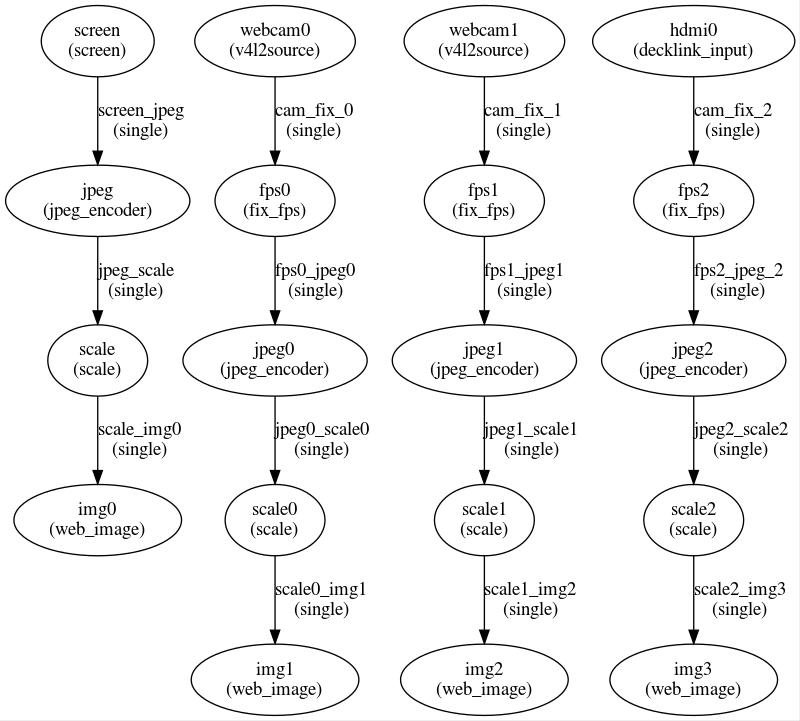 screen
(screen)
webcam0
(v4l2source)
webcam1
(v4l2source)
hdmi0
(decklink_input)
screen_jpeg
(single)
cam_fix_0
(single)
cam_fix_1
(single)
cam_fix_2
(single)
jpeg
(jpeg_encoder)
fps0
(fix_fps)
fps1
(fix_fps)
fps2
(fix_fps)
jpeg_scale
(single)
fps0_jpeg0
(single)
fps1_jpeg1
(single)
fps2_jpeg_2
(single)
scale
(scale)
jpeg0
(jpeg_encoder)
jpeg1
(jpeg_encoder)
jpeg2
(jpeg_encoder)
scale_img0
(single)
jpeg0_scale0
(single)
jpeg1_scale1
(single)
jpeg2_scale2
(single)
img0
(web_image)
scale0
(scale)
scale1
(scale)
scale2
(scale)
scale0_img1
(single)
scale1_img2
(single)
scale2_img3
(single)
img1
(web_image)
img2
(web_image)
img3
(web_image)